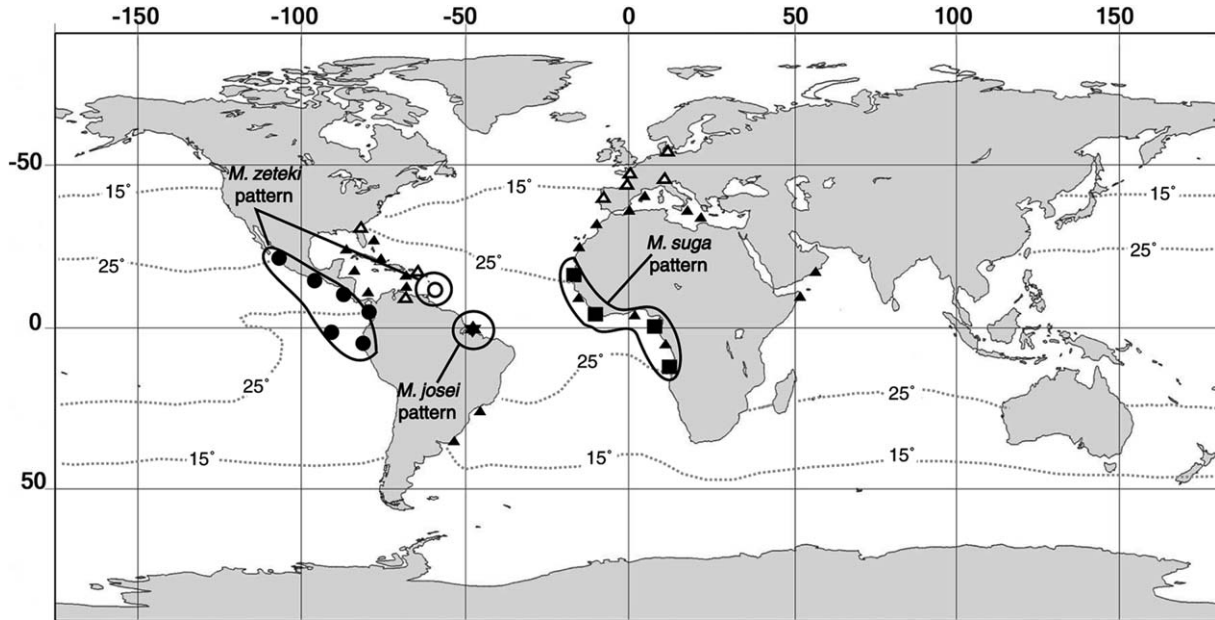 -150 -100 -50 0 50 100 150
-50
M. zeteki
pattern
15° 15° 15°
M. suga
pattern
25° 25° 25°
0
25° 25° 25°
M. josei
pattern
15° 15° 15°
50